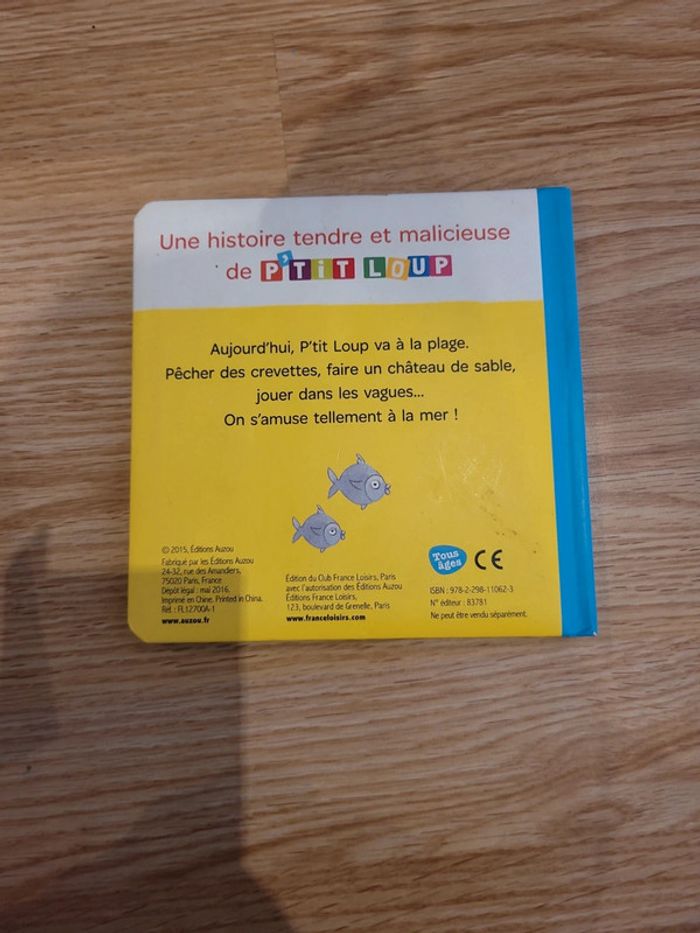 Une histoire tendre et malicieuse
de P'TiT LOUP
Aujourd'hui, P'tit Loup va à la plage.
Pêcher des crevettes, faire un château de sable,
jouer dans les vagues...
On s'amuse tellement à la mer !
© 2015, Éditions Auzou
Fabriqué par les Éditions Auzou
24-32, rue des Amandiers,
75020 Paris, France
Dépôt légal : mai 2016.
Imprimé en Chine. Printed in China.
Réf. : FL12700A-1
www.auzou.fr
Édition du Club France Loisirs, Paris
avec l'autorisation des Éditions Auzou
Éditions France Loisirs,
123, boulevard de Grenelle, Paris
www.franceloisirs.com
Tous
âges
CE
ISBN : 978-2-298-11062-3
N° éditeur : 83781
Ne peut être vendu séparément.